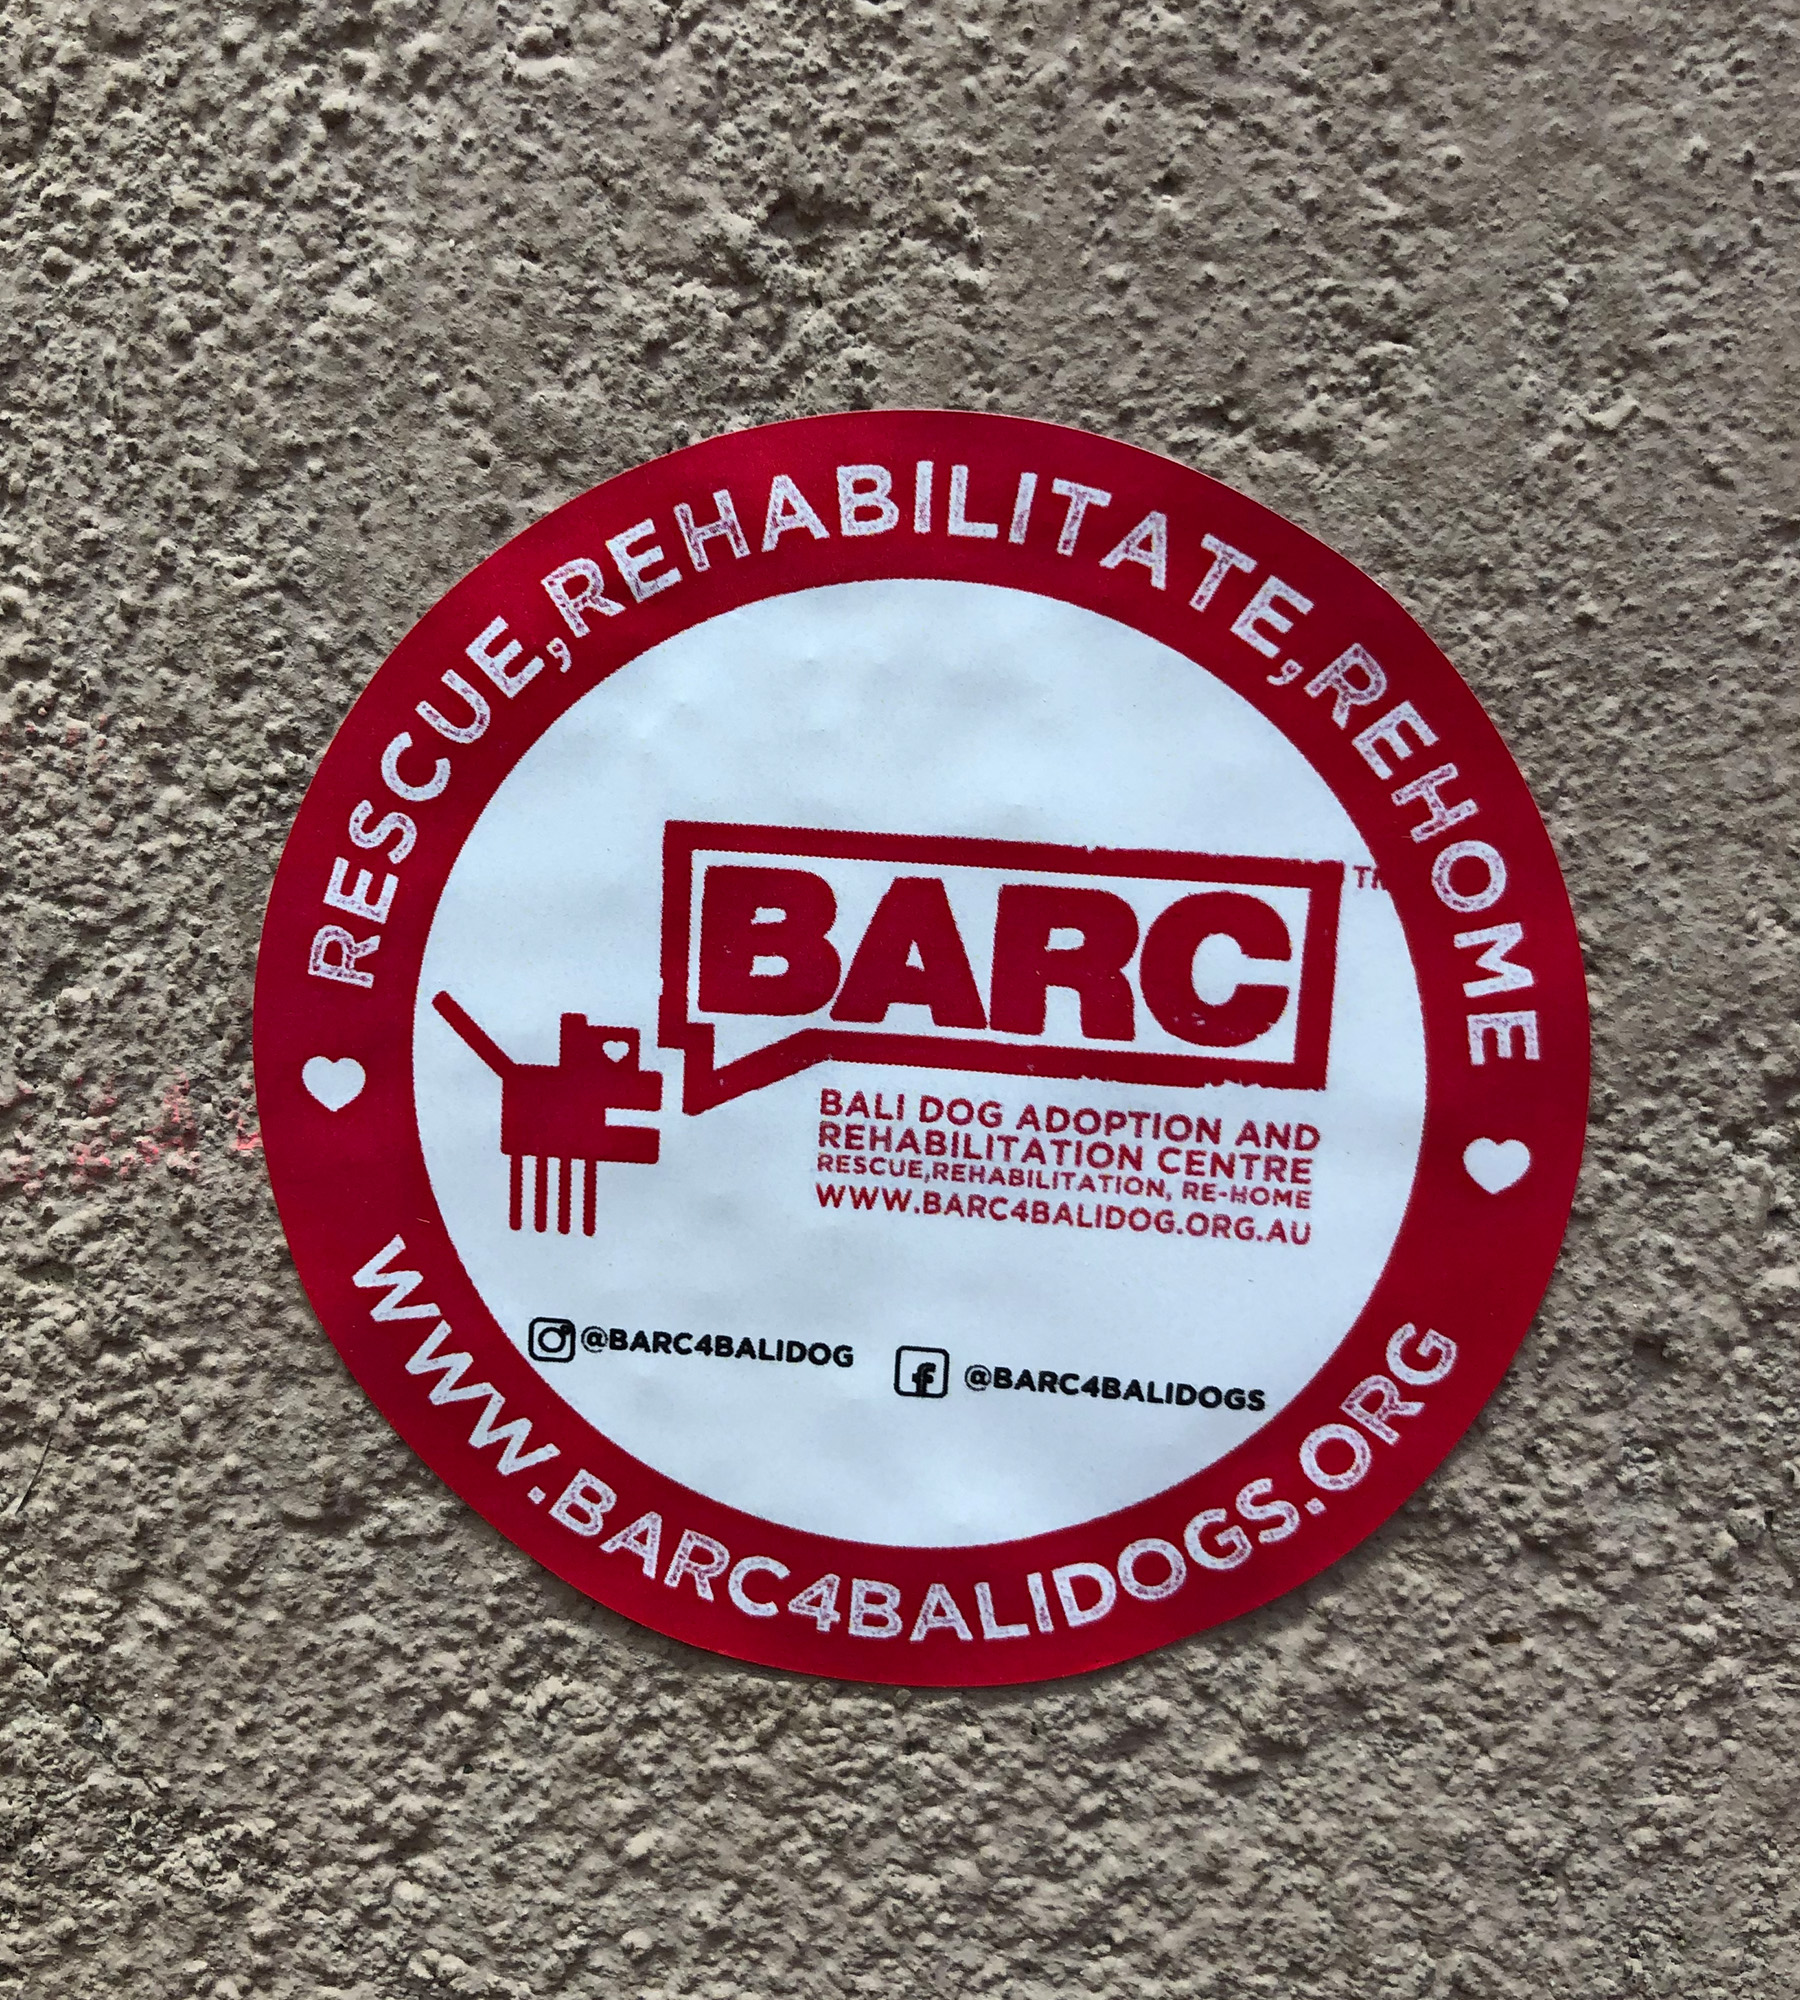 RESCUE,REHABILITATE,REHOME
BARC
BALI DOG ADOPTION AND
REHABILITATION CENTRE
RESCUE,REHABILITATION, RE-HOME
WWW.BARC4BALIDOG.ORG.AU
@BARC4BALIDOG
@BARC4BALIDOGS
WWW.BARC4BALIDOGS.ORG